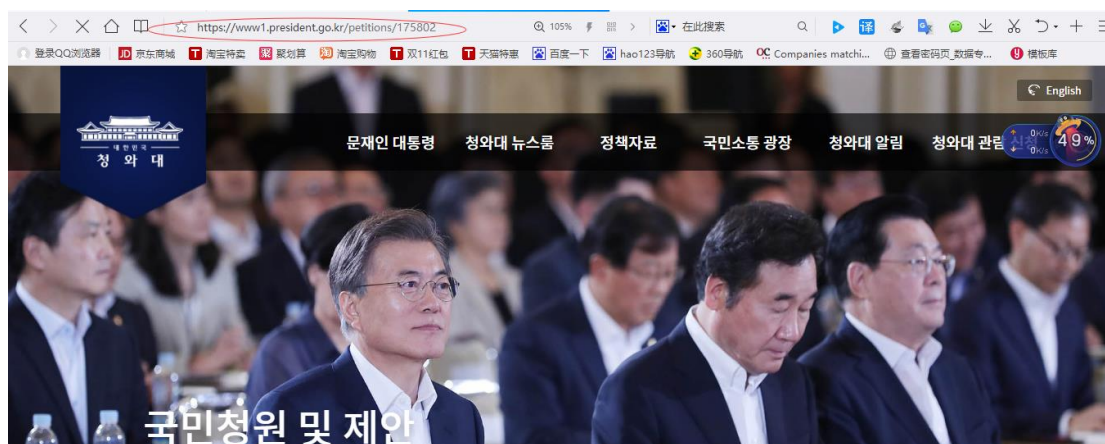 https://www1.president.go.kr/petitions/175802 105% 在此搜索 译
登录QQ浏览器 JD 京东商城 T 淘宝特卖 聚 聚划算 淘 淘宝购物 T 双11红包 T 天猫特惠 百度一下 hao123导航 360导航 Companies matchi... 查看密码页_数据专... 模板库
English
문재인 대통령 청와대 뉴스룸 정책자료 국민소통 광장 청와대 알림 청와대 관람
0K/s
0K/s
49%
대한민국
청와대
국민청원 및 제안